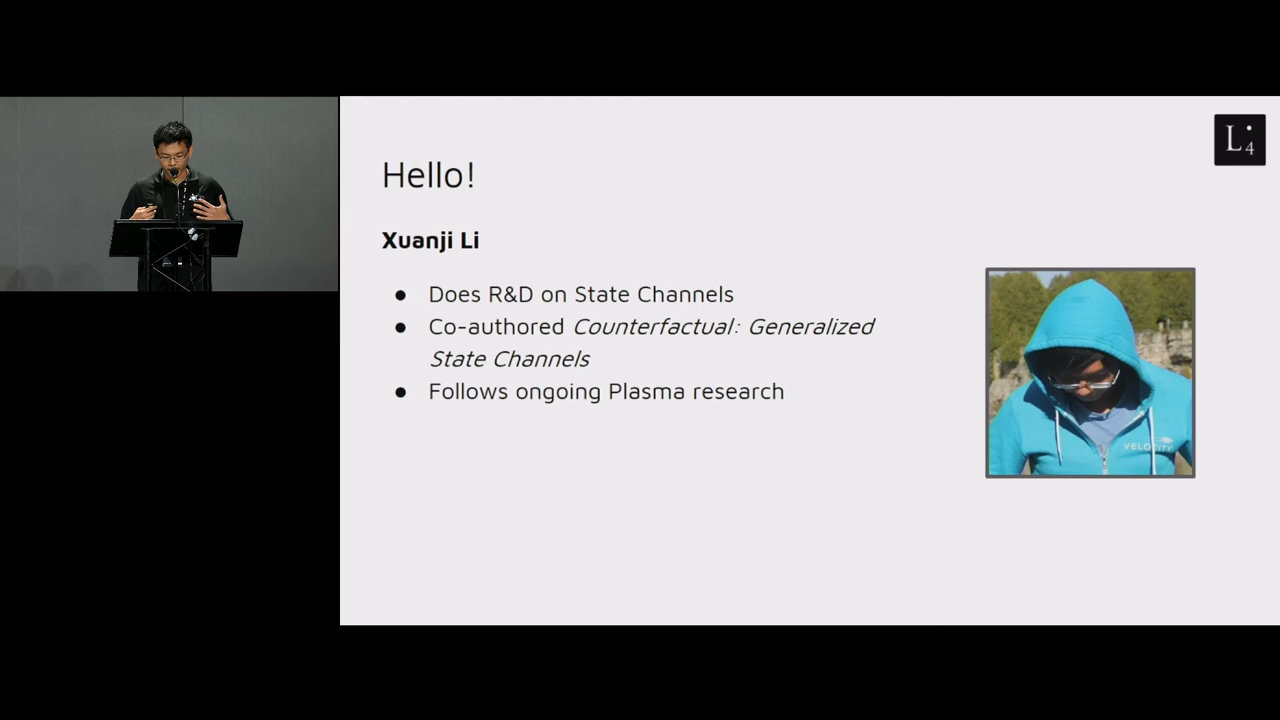 L4
Hello!
Xuanji Li
● Does R&D on State Channels
● Co-authored Counterfactual: Generalized
State Channels
● Follows ongoing Plasma research
VELOCITY